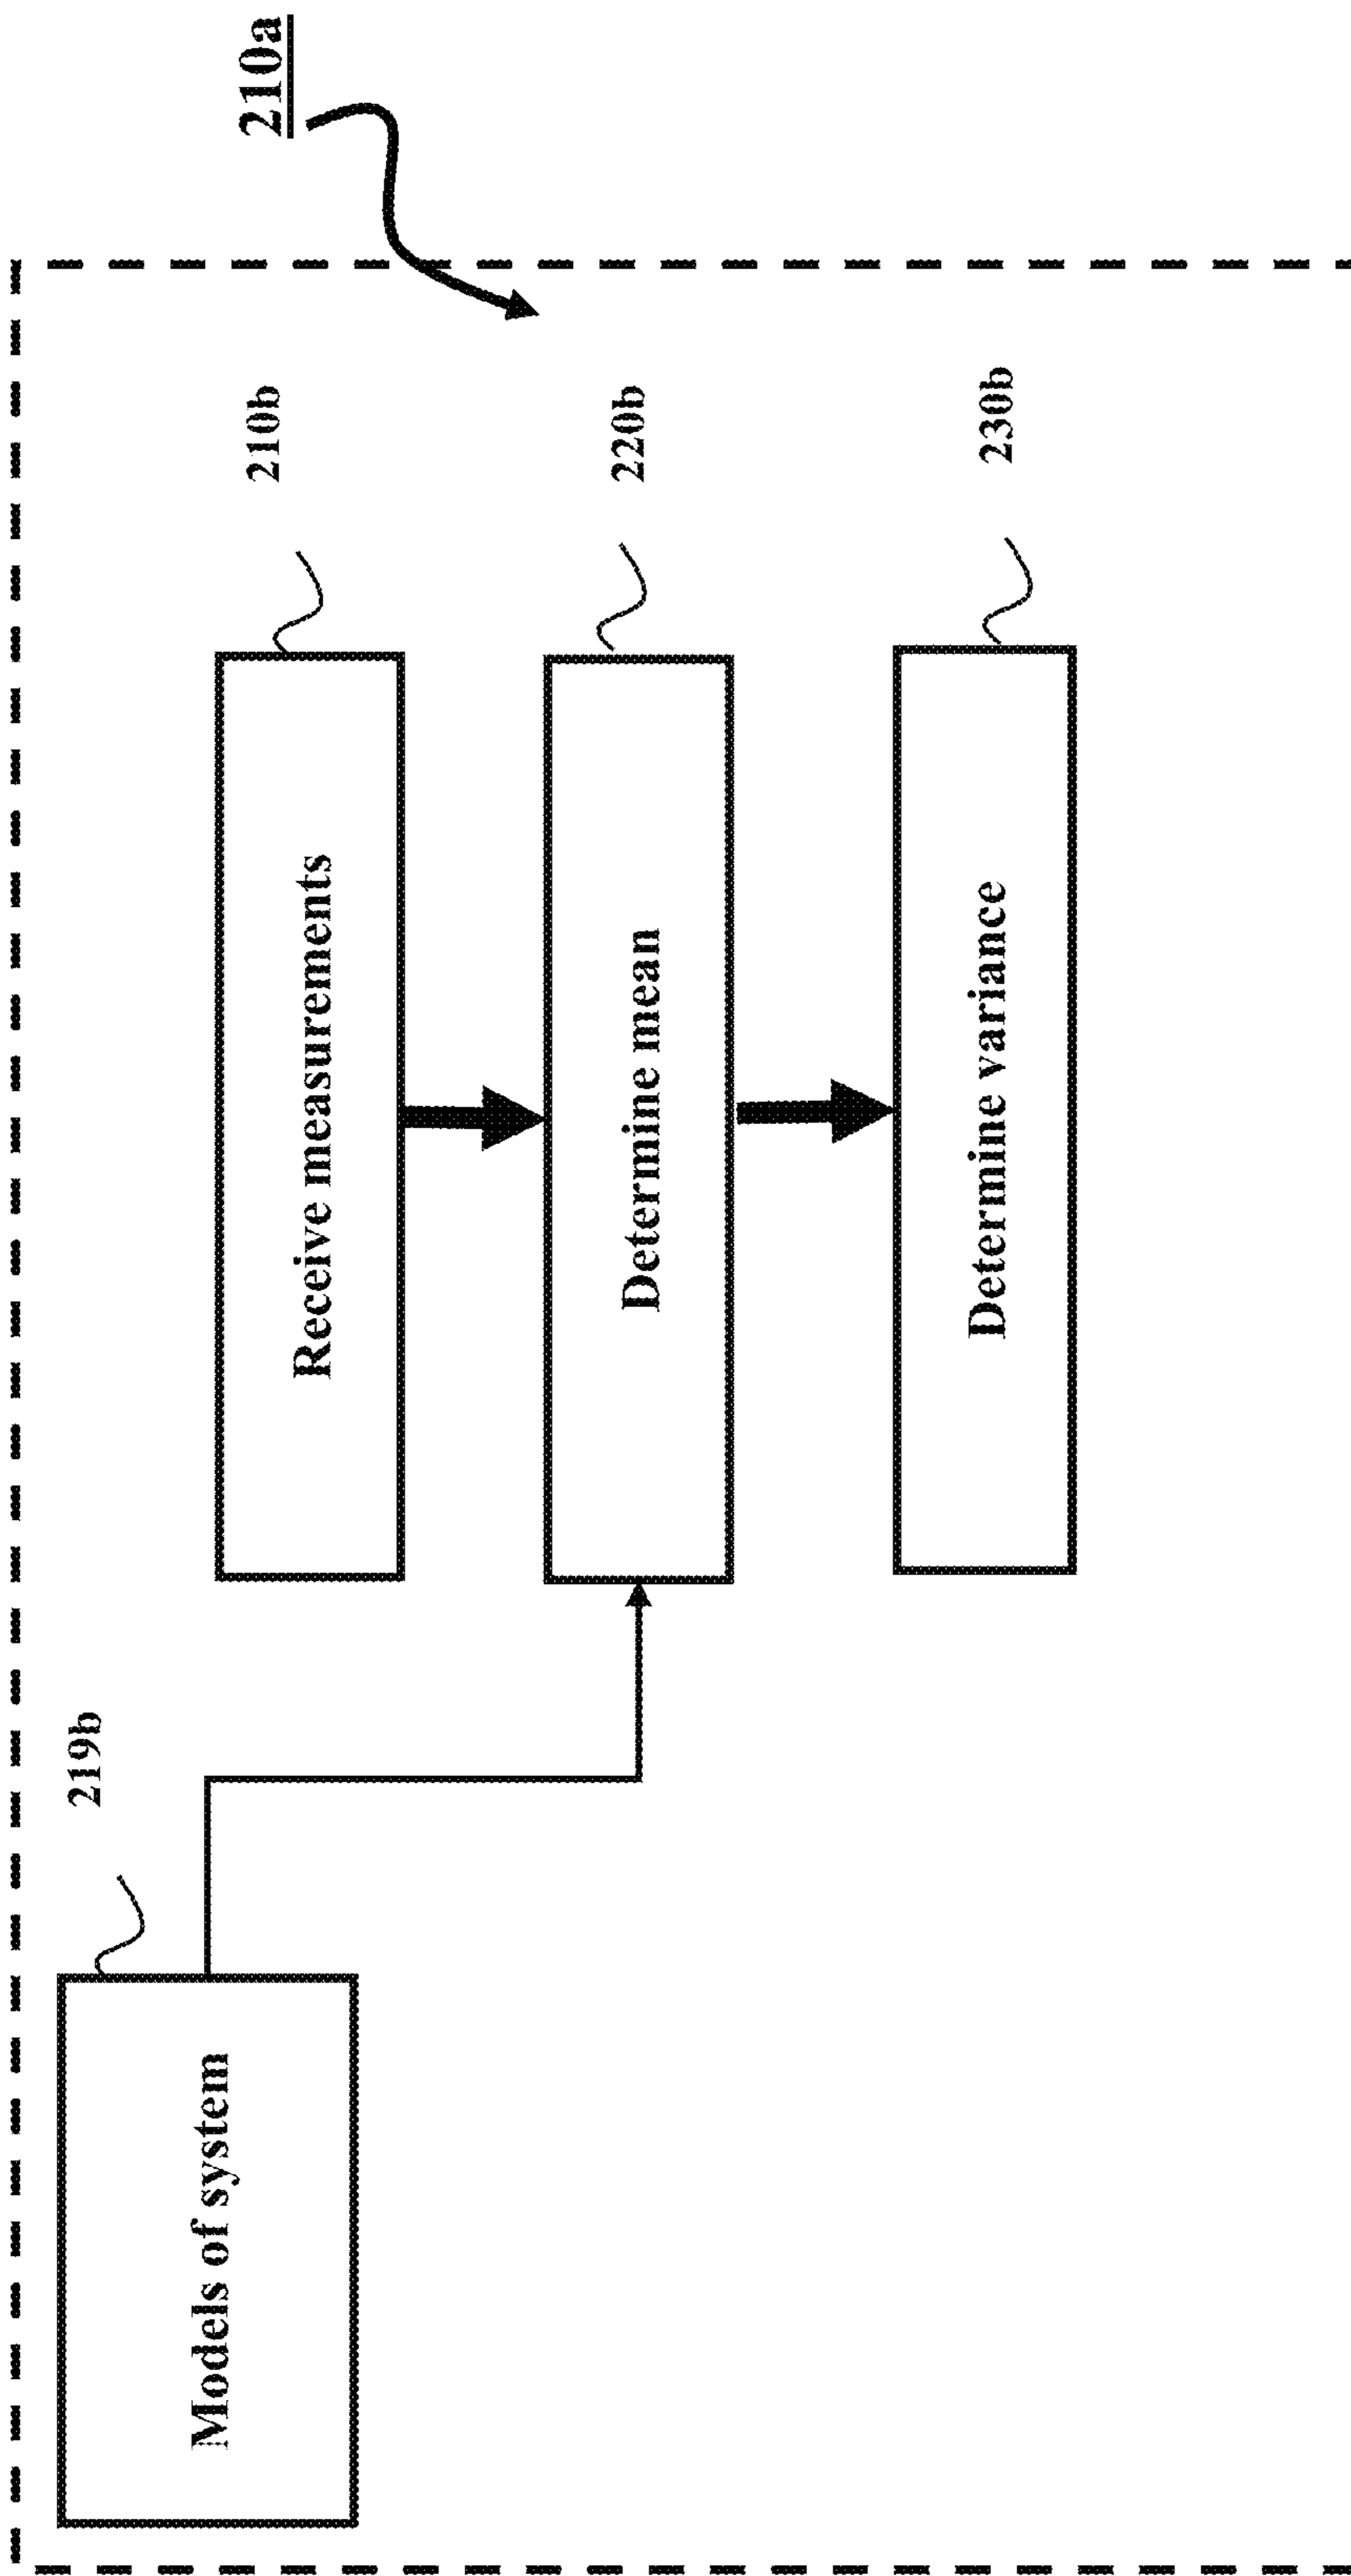 210a
219b
Models of system
210b
Receive measurements
220b
Determine mean
230b
Determine variance